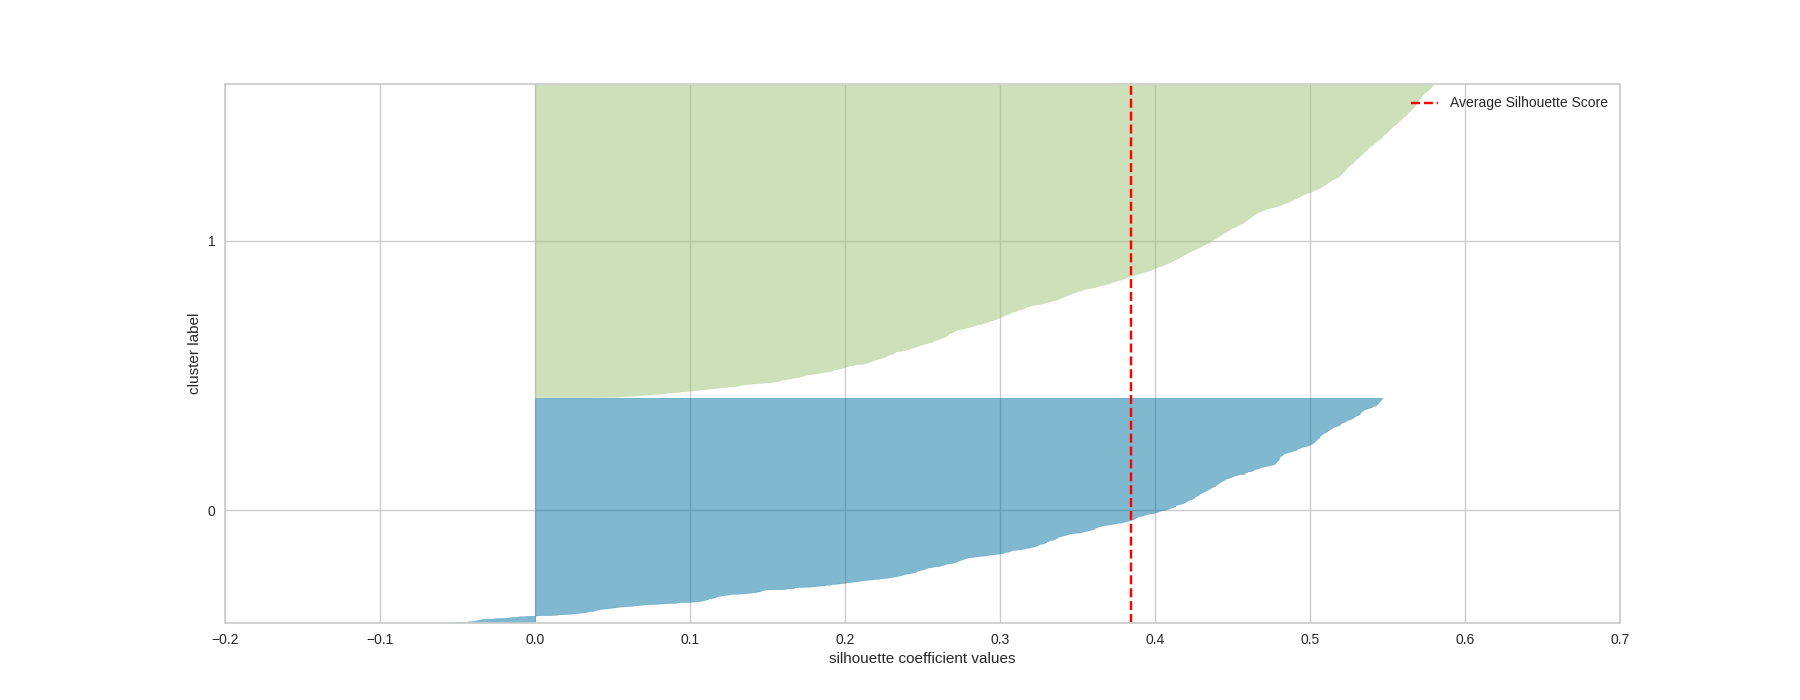 Average Silhouette Score
1
cluster label
0
−0.2 −0.1 0.0 0.1 0.2 0.3 0.4 0.5 0.6 0.7
silhouette coefficient values